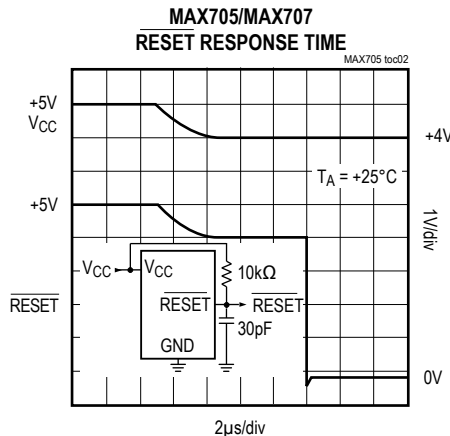 MAX705/MAX707
RESET RESPONSE TIME
MAX705 toc02
+5V
VCC
+4V
TA = +25°C
+5V
1V/div
VCC
VCC
10kΩ
RESET
RESET
RESET
30pF
GND
0V
2µs/div